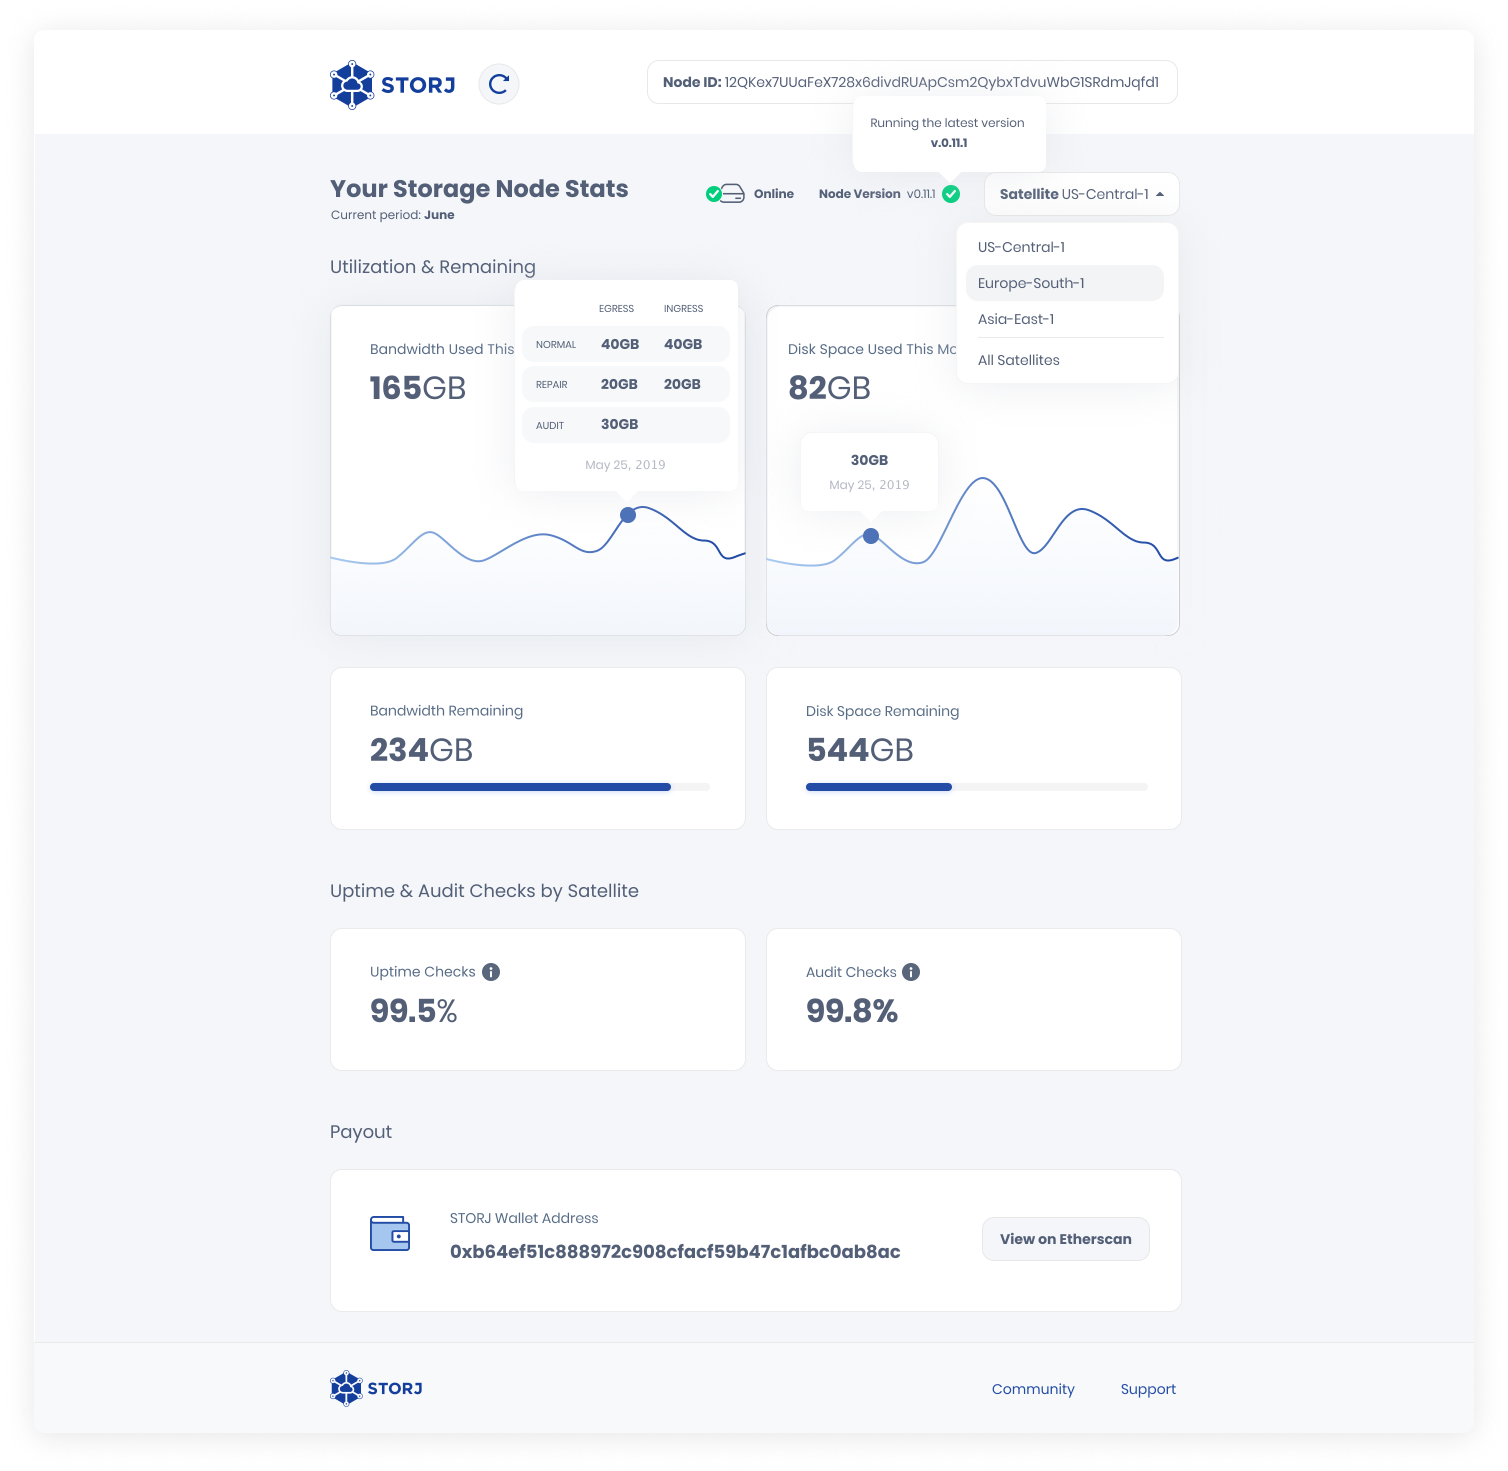 STORJ
Node ID: 12QKex7UUaFeX728x6divdRUApCsm2QybxTdvuWbG1SRdmJqfd1
Running the latest version
v.0.11.1
Your Storage Node Stats
Current period: June
Online
Node Version v0.11.1
Satellite US-Central-1
US-Central-1
Europe-South-1
Asia-East-1
All Satellites
Utilization & Remaining
Bandwidth Used This
165GB
EGRESS INGRESS
NORMAL 40GB 40GB
REPAIR 20GB 20GB
AUDIT 30GB
May 25, 2019
Disk Space Used This Mo
82GB
30GB
May 25, 2019
Bandwidth Remaining
234GB
Disk Space Remaining
544GB
Uptime & Audit Checks by Satellite
Uptime Checks
99.5%
Audit Checks
99.8%
Payout
STORJ Wallet Address
0xb64ef51c888972c908cfacf59b47c1afbc0ab8ac
View on Etherscan
STORJ
Community
Support